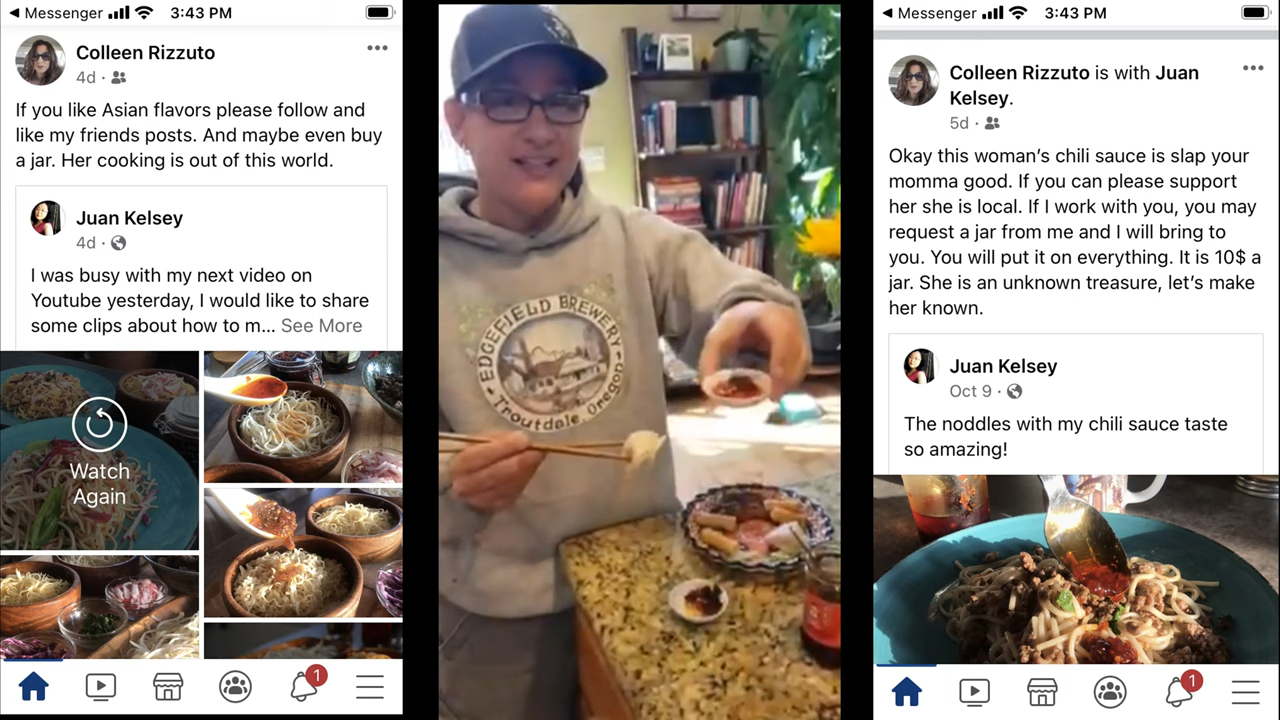 Messenger
3:43 PM
Colleen Rizzuto
4d ·
If you like Asian flavors please follow and
like my friends posts. And maybe even buy
a jar. Her cooking is out of this world.
Juan Kelsey
4d ·
I was busy with my next video on
Youtube yesterday, I would like to share
some clips about how to m... See More
Watch
Again
1
EDGEFIELD BREWERY
Troutdale, Oregon
Messenger
3:43 PM
Colleen Rizzuto is with Juan
Kelsey.
5d ·
Okay this woman's chili sauce is slap your
momma good. If you can please support
her she is local. If I work with you, you may
request a jar from me and I will bring to
you. You will put it on everything. It is 10$ a
jar. She is an unknown treasure, let's make
her known.
Juan Kelsey
Oct 9 ·
The noddles with my chili sauce taste
so amazing!
1